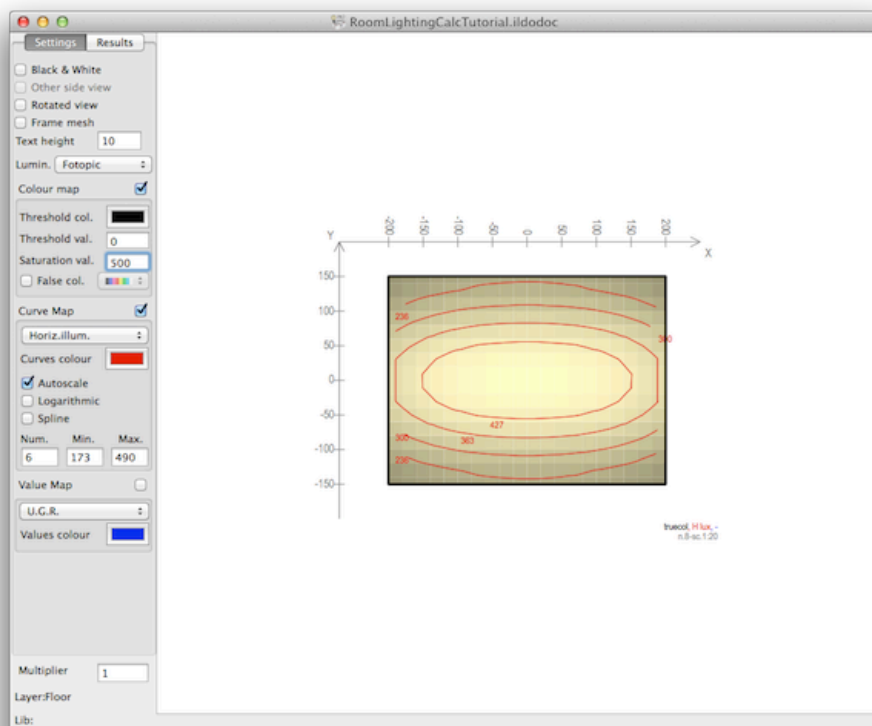 RoomLightingCalcTutorial.ildodoc
Settings Results
Black & White
Other side view
Rotated view
Frame mesh
Text height 10
Lumin. Fotopic
Colour map
Threshold col.
Threshold val. 0
Saturation val. 500
False col.
Curve Map
Horiz.illum.
Curves colour
Autoscale
Logarithmic
Spline
Num. Min. Max.
6 173 490
Value Map
U.G.R.
Values colour
Multiplier 1
Layer:Floor
Lib:
-200 -150 -100 -50 0 50 100 150 200
Y
X
150
100
50
0
-50
-100
-150
236
300
427
300
363
236
truecol, H lux, -
n.8-sc.1:20